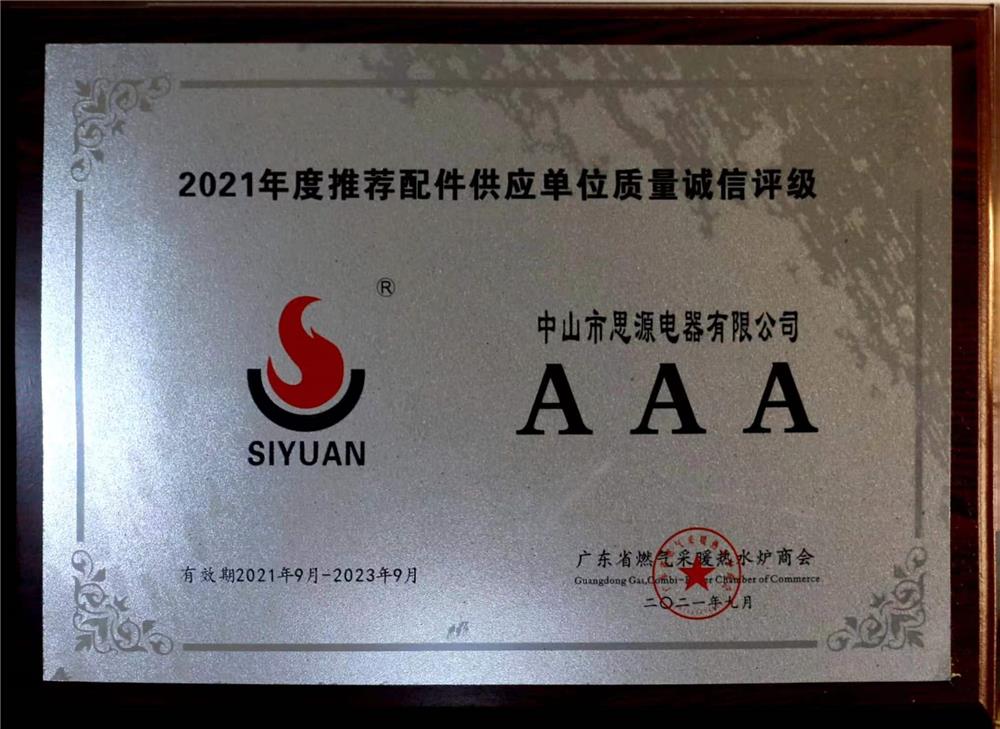 2021年度推荐配件供应单位质量诚信评级
®
SIYUAN
中山市思源电器有限公司
A A A
有效期2021年9月-2023年9月
广东省燃气采暖热水炉商会
Guangdong Gas,Combi- Chamber of Commerce
二〇二一年九月